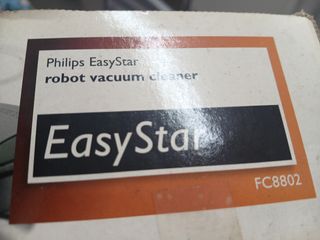 Philips EasyStar
robot vacuum cleaner
EasyStar
FC8802